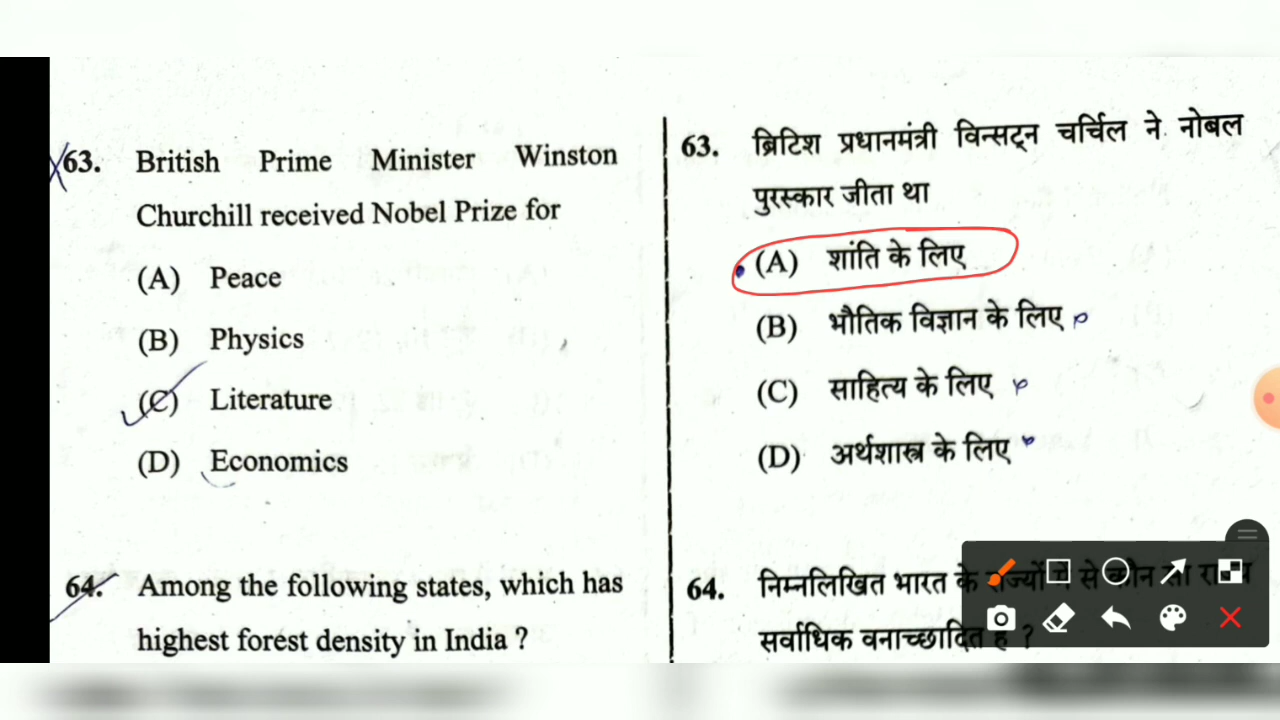 63. British Prime Minister Winston
Churchill received Nobel Prize for
(A) Peace
(B) Physics
(C) Literature
(D) Economics
64. Among the following states, which has
highest forest density in India ?
63. ब्रिटिश प्रधानमंत्री विन्सट्न चर्चिल ने नोबल
पुरस्कार जीता था
(A) शांति के लिए
(B) भौतिक विज्ञान के लिए
(C) साहित्य के लिए
(D) अर्थशास्त्र के लिए
64. निम्नलिखित भारत के राज्यों में से कौन सा राज्य
सर्वाधिक वनाच्छादित है ?